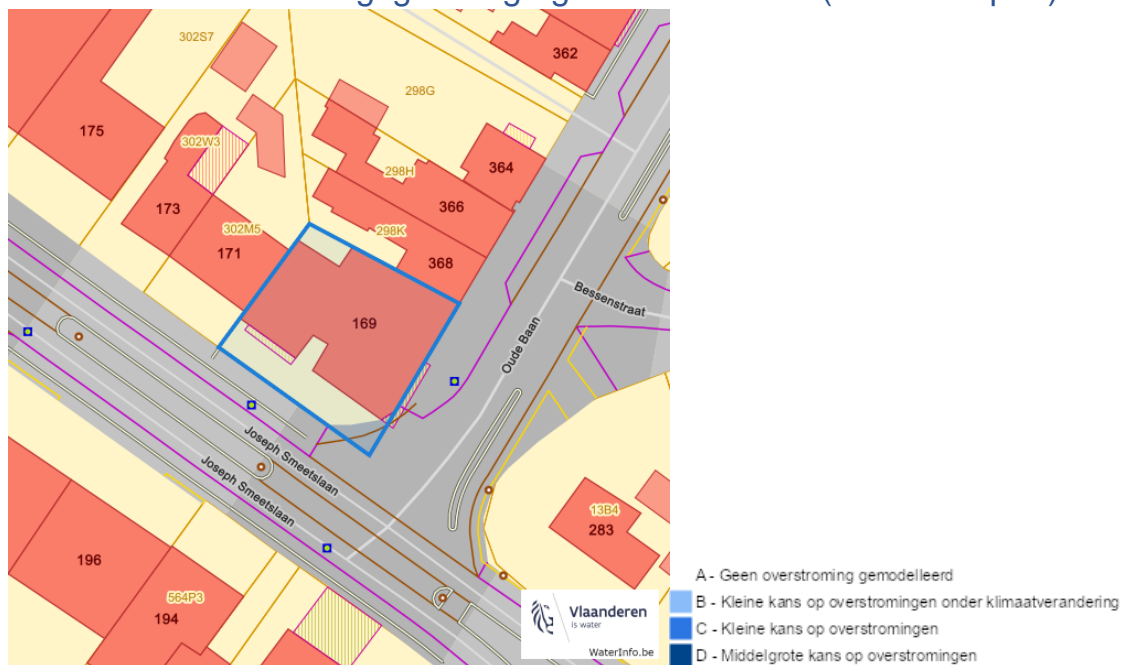 302S7
362
298G
175
302W3
364
298H
173
366
302M5
298K
171
368
Bessenstraat
169
Oude Baan
Joseph Smeetslaan
Joseph Smeetslaan
13B4
283
196
564P3
194
Vlaanderen
is water
WaterInfo.be
A - Geen overstroming gemodelleerd
B - Kleine kans op overstromingen onder klimaatverandering
C - Kleine kans op overstromingen
D - Middelgrote kans op overstromingen